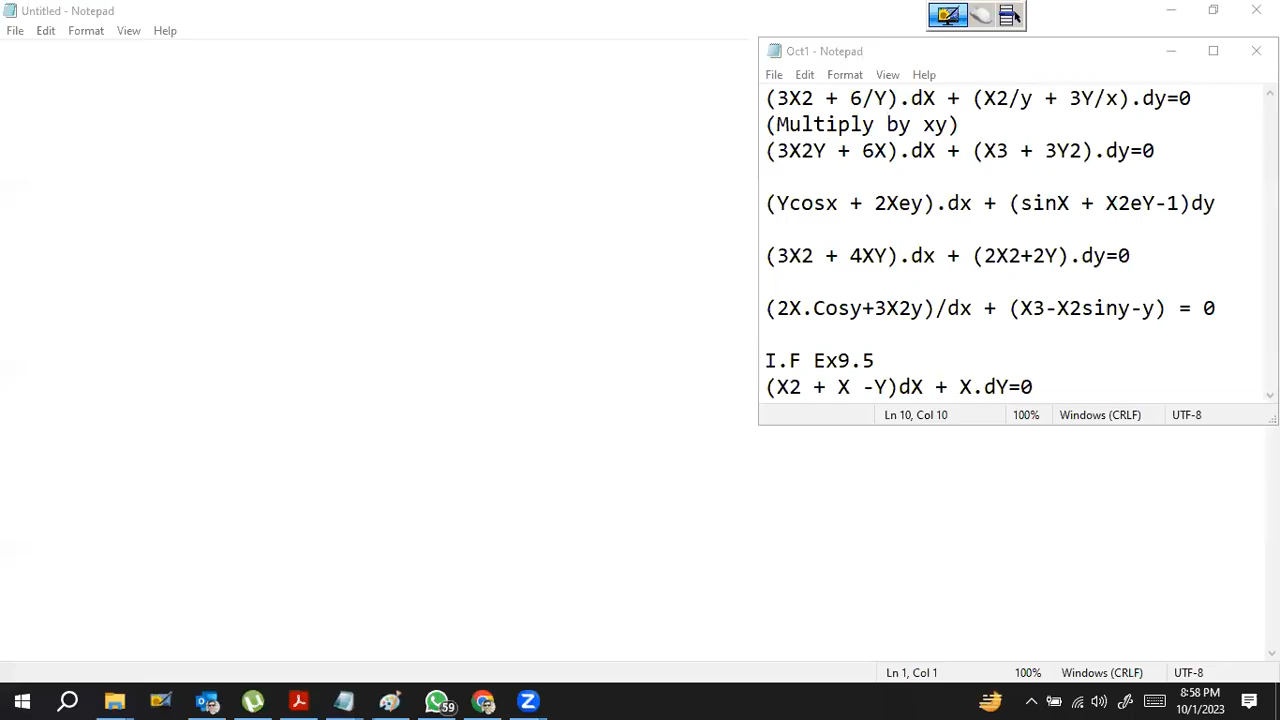 Untitled - Notepad
File Edit Format View Help
Oct1 - Notepad
File Edit Format View Help
(3X2 + 6/Y).dX + (X2/y + 3Y/x).dy=0
(Multiply by xy)
(3X2Y + 6X).dX + (X3 + 3Y2).dy=0
(Ycosx + 2Xey).dx + (sinX + X2eY-1)dy
(3X2 + 4XY).dx + (2X2+2Y).dy=0
(2X.Cosy+3X2y)/dx + (X3-X2siny-y) = 0
I.F Ex9.5
(X2 + X -Y)dX + X.dY=0
Ln 10, Col 10 100% Windows (CRLF) UTF-8
Ln 1, Col 1 100% Windows (CRLF) UTF-8
59
8:58 PM
10/1/2023